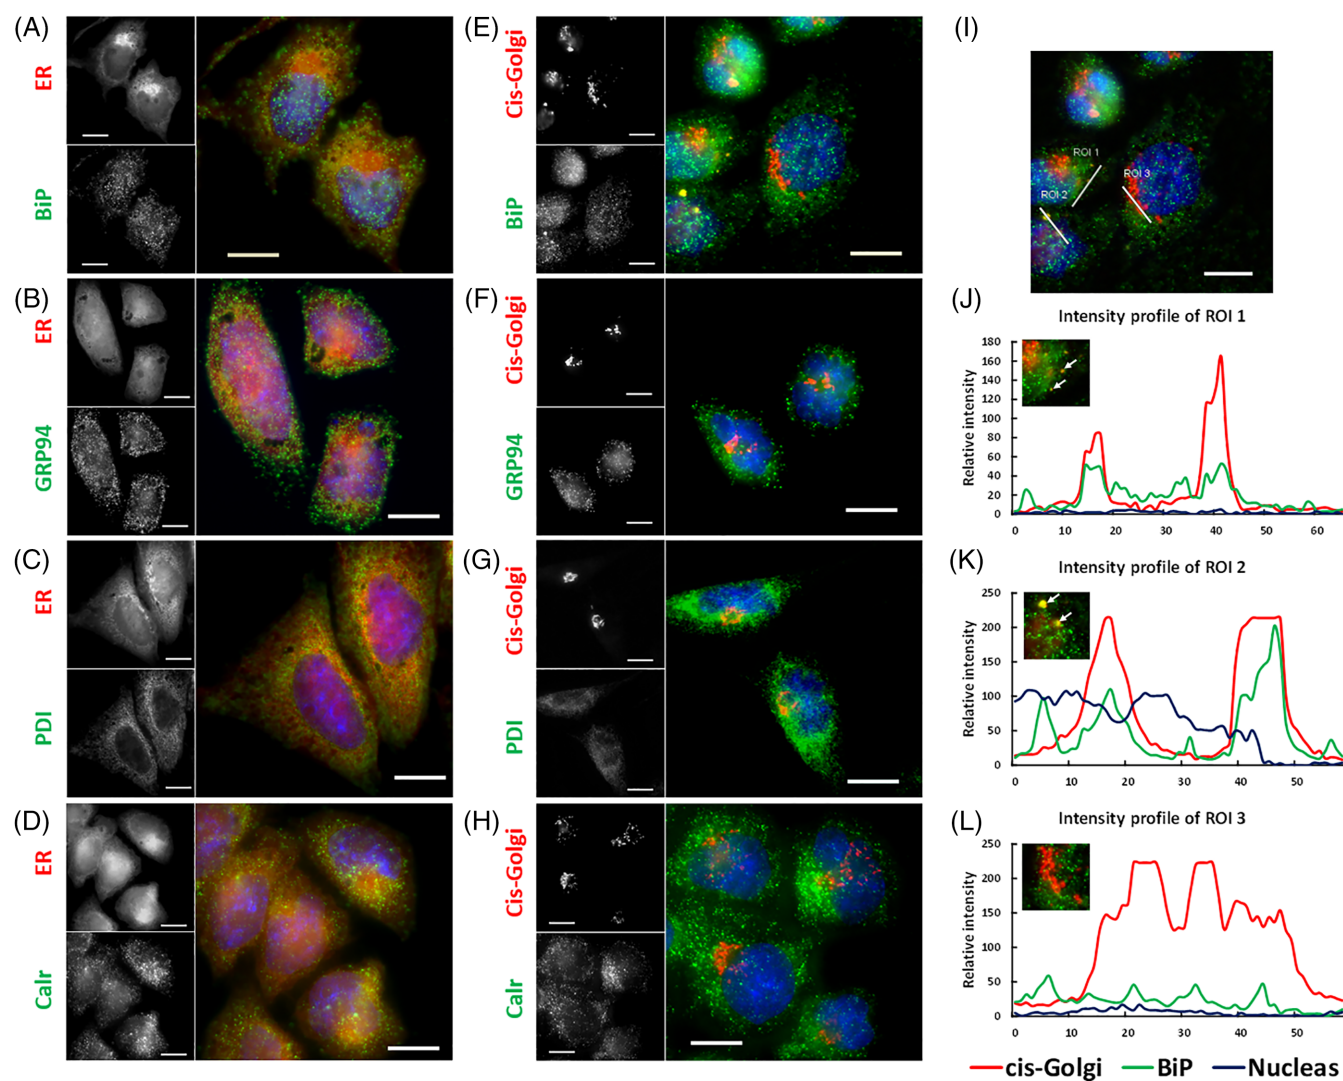 (A)
ER
BiP
(B)
ER
GRP94
(C)
ER
PDI
(D)
ER
Calr
(E)
Cis-Golgi
BiP
(F)
Cis-Golgi
GRP94
(G)
Cis-Golgi
PDI
(H)
Cis-Golgi
Calr
(I)
ROI 1
ROI 2
ROI 3
(J)
Intensity profile of ROI 1
Relative intensity
180
160
140
120
100
80
60
40
20
0
0 10 20 30 40 50 60
(K)
Intensity profile of ROI 2
Relative intensity
250
200
150
100
50
0
0 10 20 30 40 50
(L)
Intensity profile of ROI 3
Relative intensity
250
200
150
100
50
0
0 10 20 30 40 50
cis-Golgi BiP Nucleas